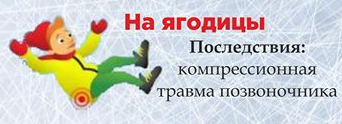 На ягодицы
Последствия:
компрессионная
травма позвоночника